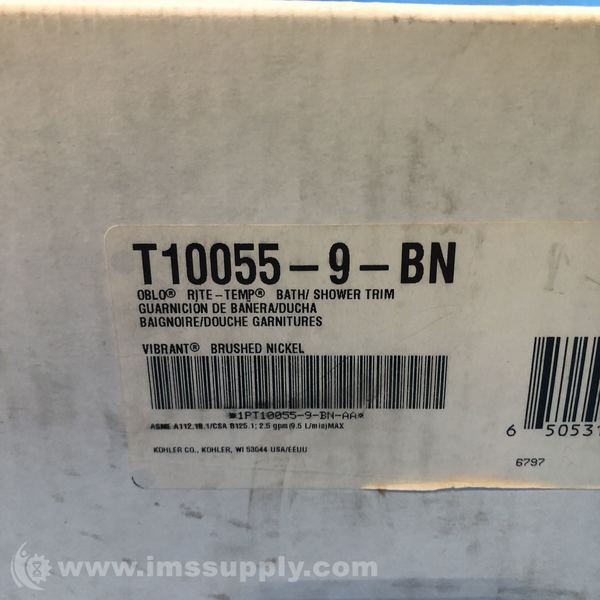 T10055-9-BN
OBLO® RITE-TEMP® BATH/ SHOWER TRIM
GUARNICIÓN DE BAÑERA/DUCHA
BAIGNOIRE/DOUCHE GARNITURES
VIBRANT® BRUSHED NICKEL
*1PT10055-9-BN-AA*
ASME A112.18.1/CSA B125.1; 2.5 gpm(9.5 L/min)MAX
6 50531
KOHLER CO., KOHLER, WI 53044 USA/EEUU
6797
www.imssupply.com